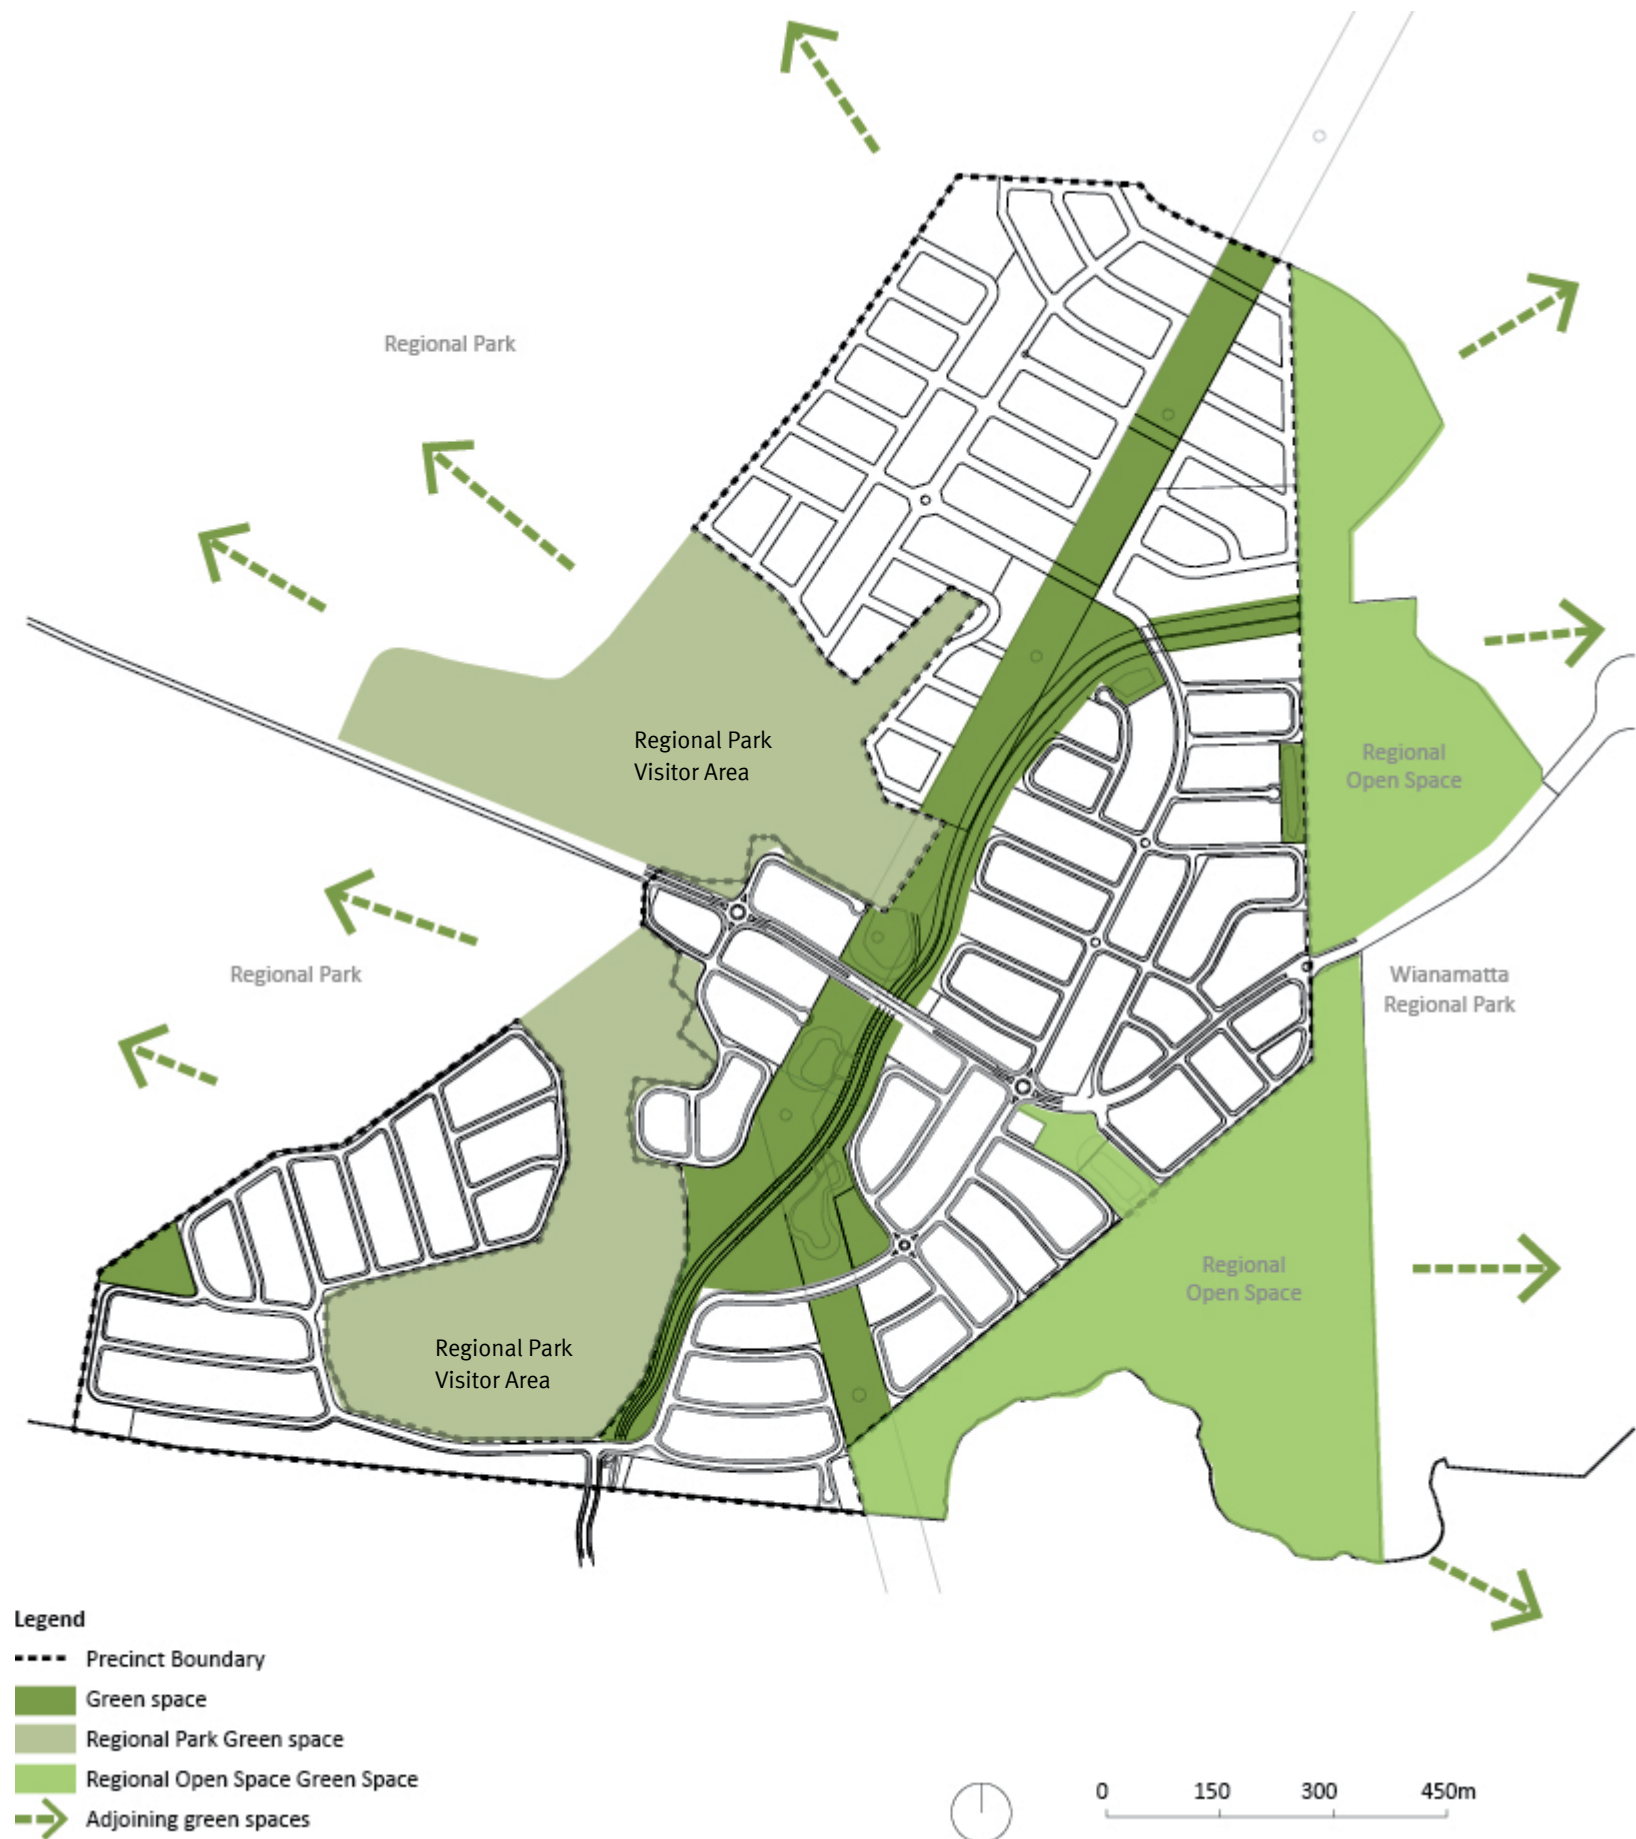 Regional Park
Regional Park
Visitor Area
Regional
Open Space
Regional Park
Wianamatta
Regional Park
Regional
Open Space
Regional Park
Visitor Area
Legend
Precinct Boundary
Green space
Regional Park Green space
Regional Open Space Green Space
Adjoining green spaces
0 150 300 450m